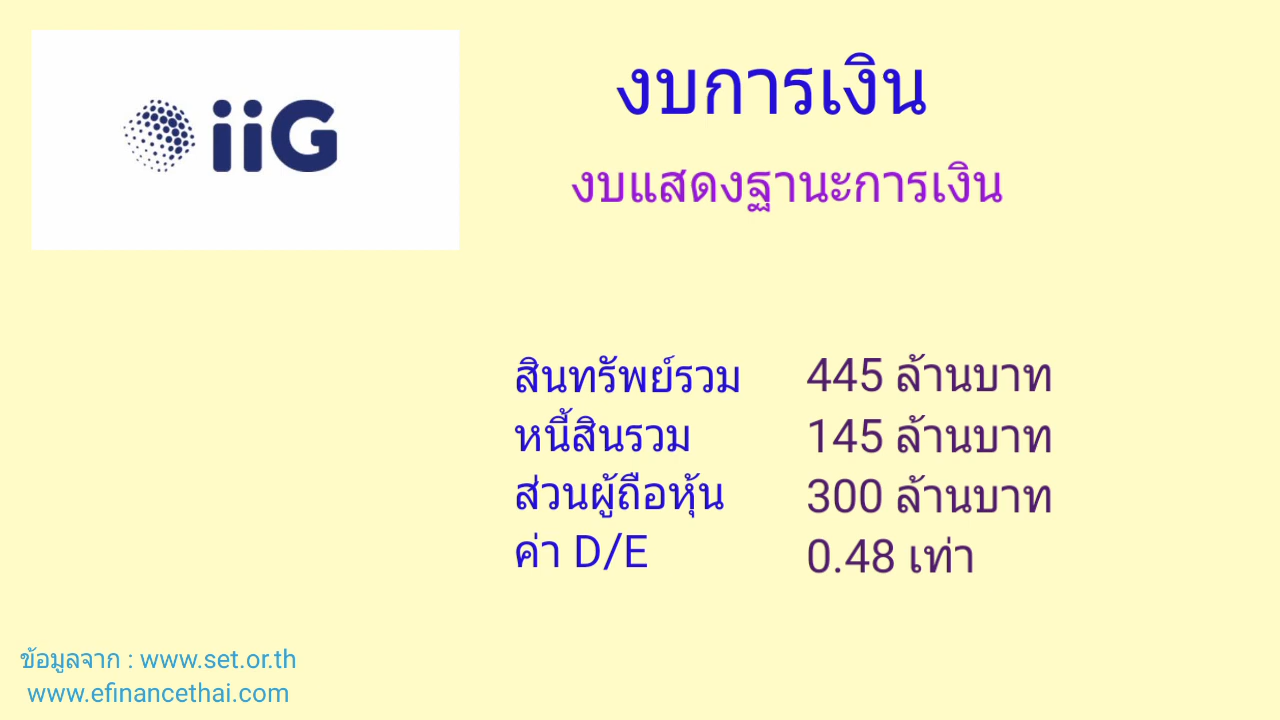 iiG
งบการเงิน
งบแสดงฐานะการเงิน
สินทรัพย์รวม 445 ล้านบาท
หนี้สินรวม 145 ล้านบาท
ส่วนผู้ถือหุ้น 300 ล้านบาท
ค่า D/E 0.48 เท่า
ข้อมูลจาก : www.set.or.th
www.efinancethai.com